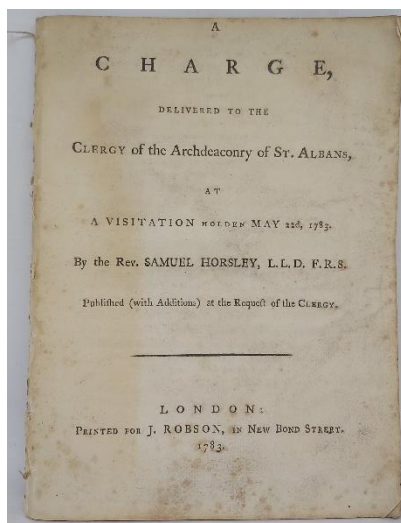 A
CHARGE,
DELIVERED TO THE
CLERGY of the Archdeaconry of ST. ALBANS,
AT
A VISITATION HOLDEN MAY 22d, 1783.
By the Rev. SAMUEL HORSLEY, L.L.D. F.R.S.
Publiſhed (with Additions) at the Requeſt of the CLERGY.
LONDON:
PRINTED FOR J. ROBSON, IN NEW BOND STREET.
1783.